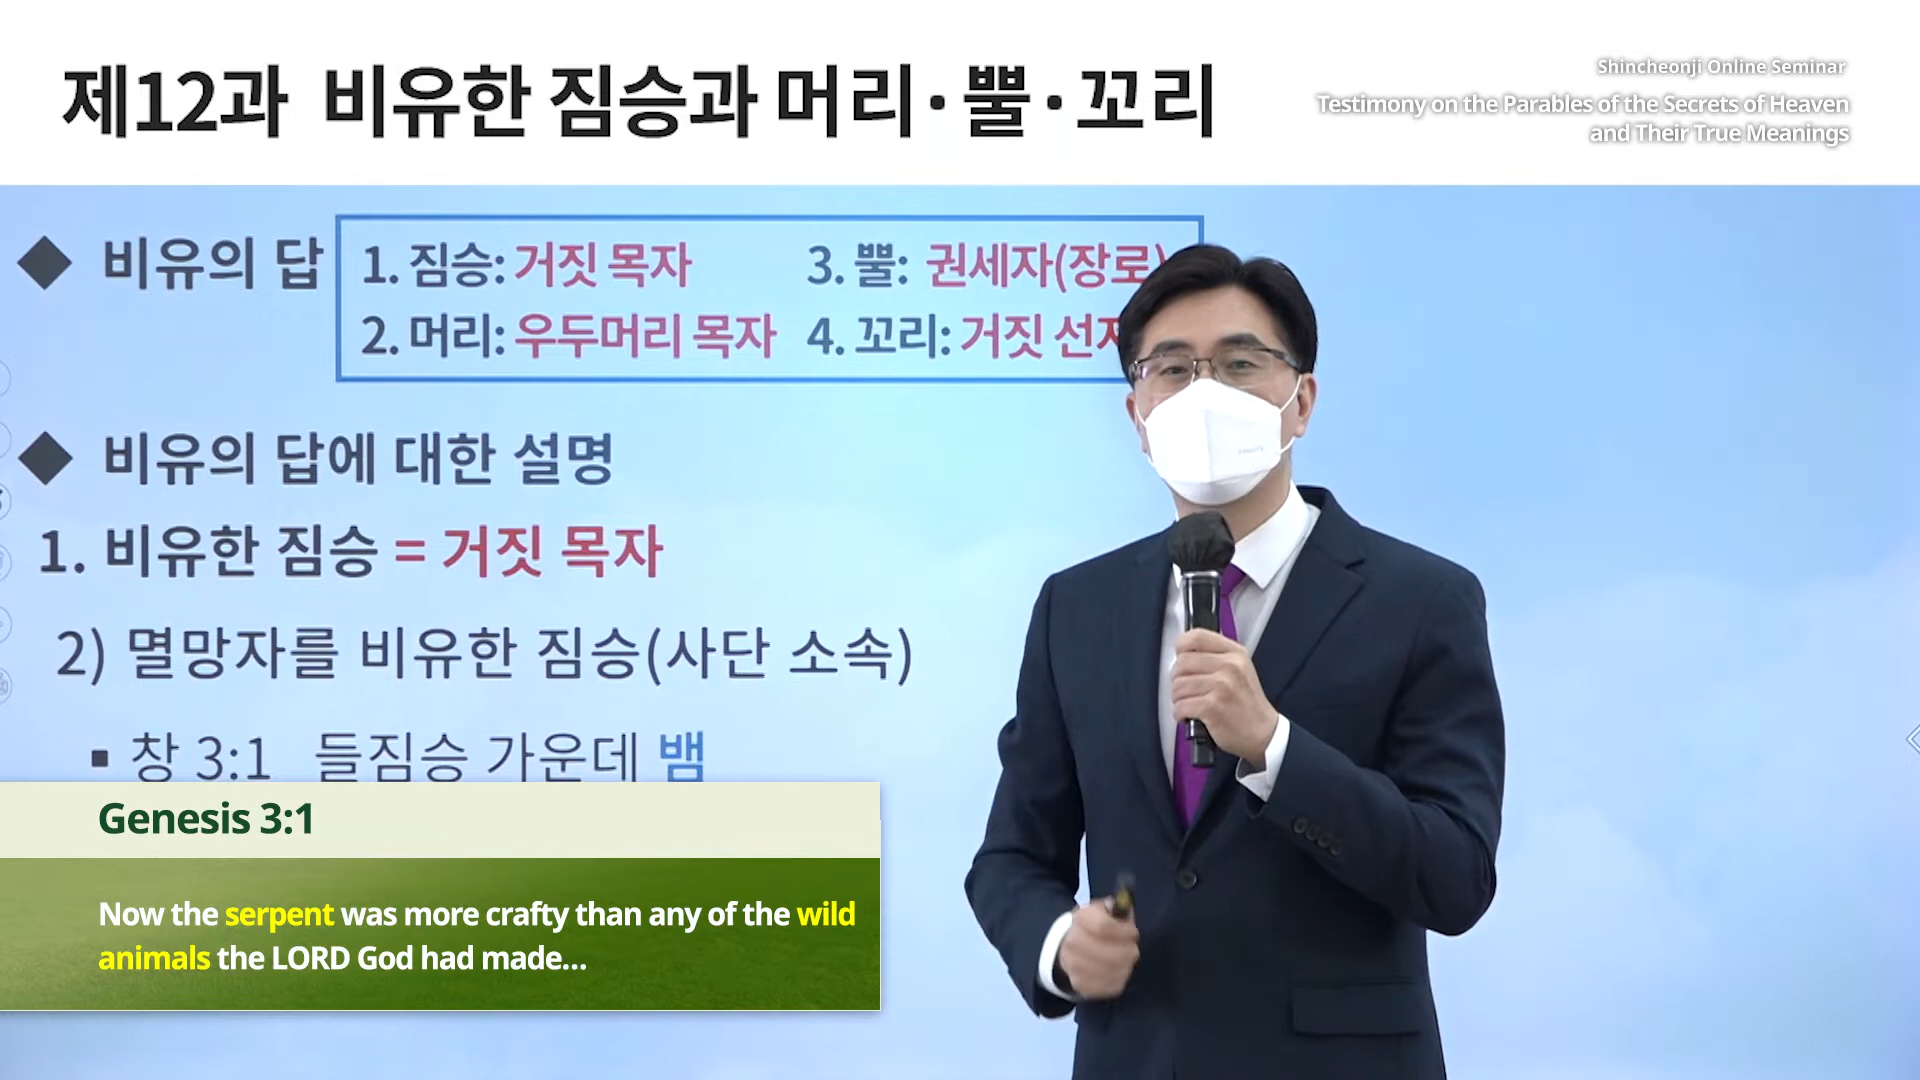 제12과 비유한 짐승과 머리·뿔·꼬리
Shincheonji Online Seminar
Testimony on the Parables of the Secrets of Heaven
and Their True Meanings
◆ 비유의 답
1. 짐승: 거짓 목자
3. 뿔: 권세자(장로)
2. 머리: 우두머리 목자
4. 꼬리: 거짓
◆ 비유의 답에 대한 설명
1. 비유한 짐승 = 거짓 목자
2) 멸망자를 비유한 짐승(사단 소속)
▪ 창 3:1 들짐승 가운데 뱀
Genesis 3:1
Now the serpent was more crafty than any of the wild
animals the LORD God had made...